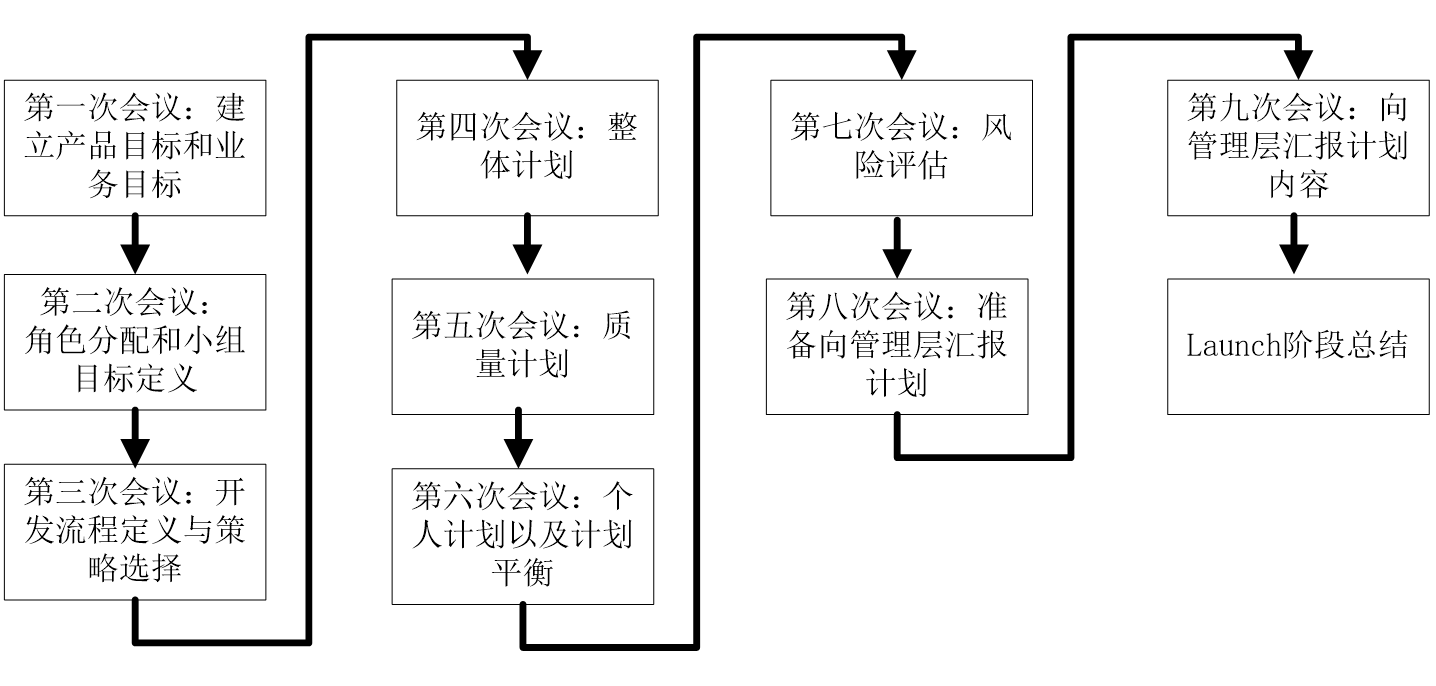 第一次会议：建
立产品目标和业
务目标
第二次会议：
角色分配和小组
目标定义
第三次会议：开
发流程定义与策
略选择
第四次会议：整
体计划
第五次会议：质
量计划
第六次会议：个
人计划以及计划
平衡
第七次会议：风
险评估
第八次会议：准
备向管理层汇报
计划
第九次会议：向
管理层汇报计划
内容
Launch阶段总结